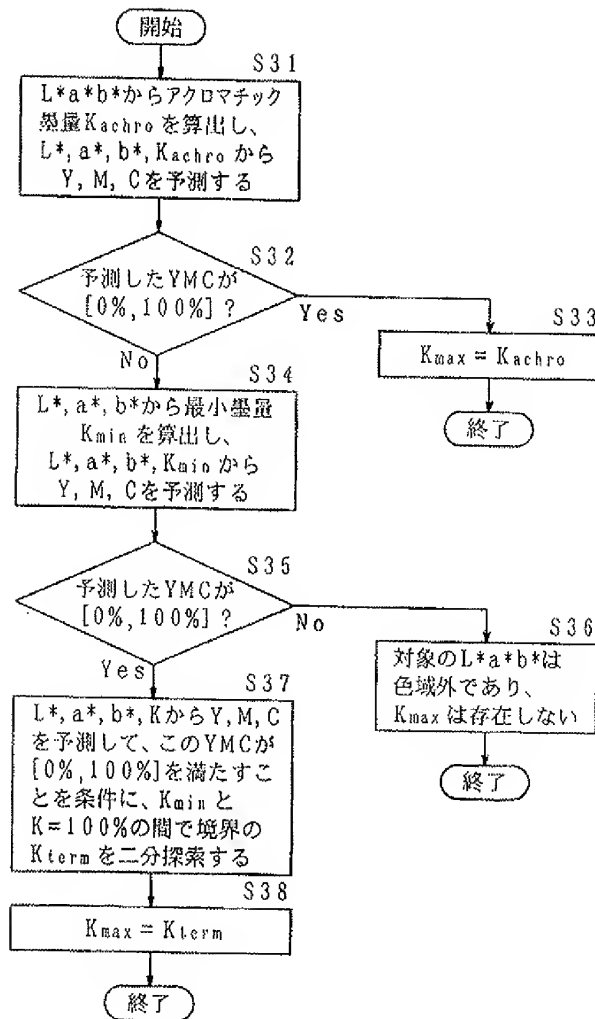 開始
S31
L*a*b*からアクロマチック
墨量Kachroを算出し、
L*,a*,b*,Kachroから
Y,M,Cを予測する
S32
予測したYMCが
[0%,100%]?
Yes
No
S33
Kmax=Kachro
終了
S34
L*,a*,b*から最小墨量
Kminを算出し、
L*,a*,b*,Kminから
Y,M,Cを予測する
S35
予測したYMCが
[0%,100%]?
No
Yes
S36
対象のL*a*b*は
色域外であり、
Kmaxは存在しない
終了
S37
L*,a*,b*,KからY,M,C
を予測して、このYMCが
[0%,100%]を満たすこ
とを条件に、Kminと
K=100%の間で境界の
Ktermを二分探索する
S38
Kmax=Kterm
終了